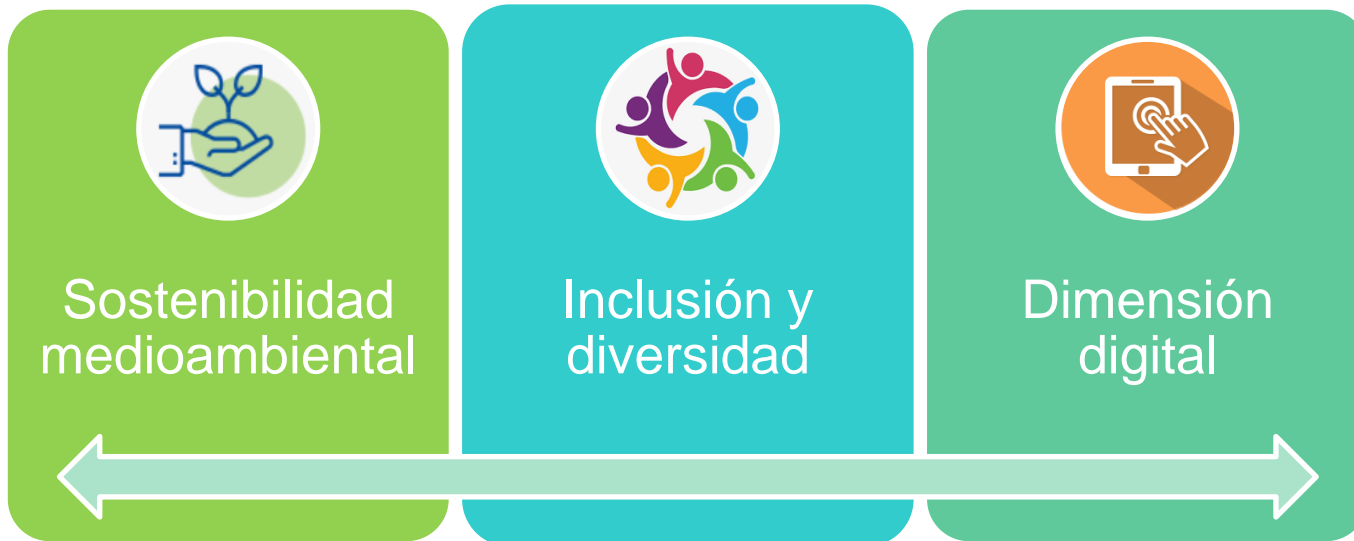 Sostenibilidad
medioambiental
Inclusión y
diversidad
Dimensión
digital